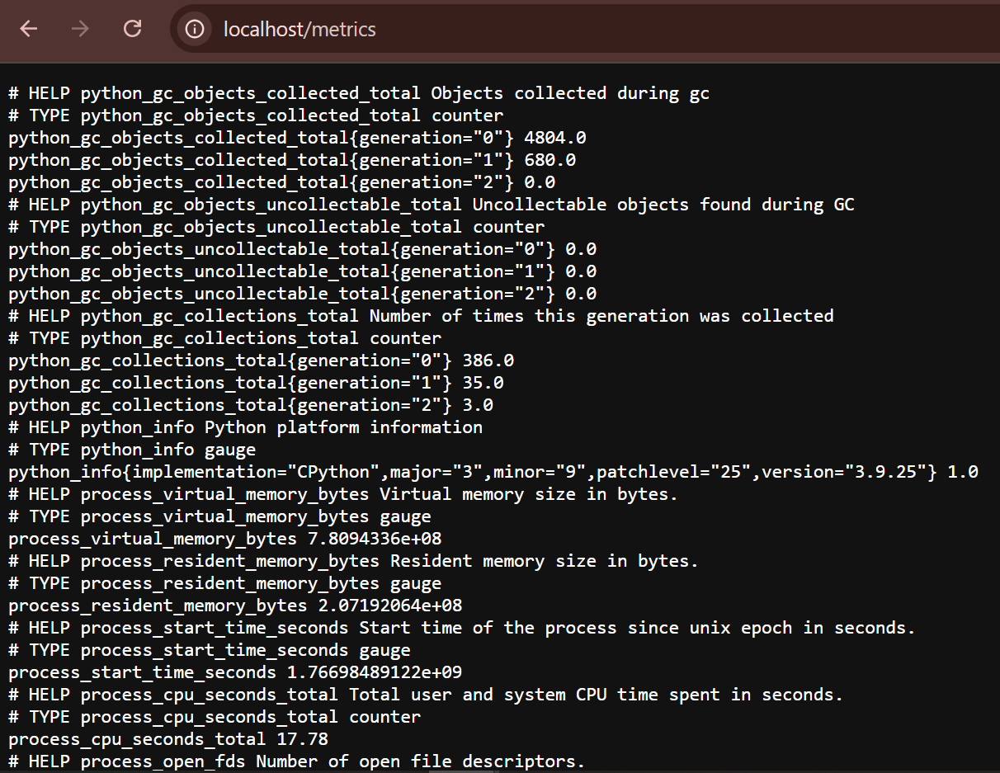 localhost/metrics
# HELP python_gc_objects_collected_total Objects collected during gc
# TYPE python_gc_objects_collected_total counter
python_gc_objects_collected_total{generation="0"} 4804.0
python_gc_objects_collected_total{generation="1"} 680.0
python_gc_objects_collected_total{generation="2"} 0.0
# HELP python_gc_objects_uncollectable_total Uncollectable objects found during GC
# TYPE python_gc_objects_uncollectable_total counter
python_gc_objects_uncollectable_total{generation="0"} 0.0
python_gc_objects_uncollectable_total{generation="1"} 0.0
python_gc_objects_uncollectable_total{generation="2"} 0.0
# HELP python_gc_collections_total Number of times this generation was collected
# TYPE python_gc_collections_total counter
python_gc_collections_total{generation="0"} 386.0
python_gc_collections_total{generation="1"} 35.0
python_gc_collections_total{generation="2"} 3.0
# HELP python_info Python platform information
# TYPE python_info gauge
python_info{implementation="CPython",major="3",minor="9",patchlevel="25",version="3.9.25"} 1.0
# HELP process_virtual_memory_bytes Virtual memory size in bytes.
# TYPE process_virtual_memory_bytes gauge
process_virtual_memory_bytes 7.8094336e+08
# HELP process_resident_memory_bytes Resident memory size in bytes.
# TYPE process_resident_memory_bytes gauge
process_resident_memory_bytes 2.07192064e+08
# HELP process_start_time_seconds Start time of the process since unix epoch in seconds.
# TYPE process_start_time_seconds gauge
process_start_time_seconds 1.76698489122e+09
# HELP process_cpu_seconds_total Total user and system CPU time spent in seconds.
# TYPE process_cpu_seconds_total counter
process_cpu_seconds_total 17.78
# HELP process_open_fds Number of open file descriptors.